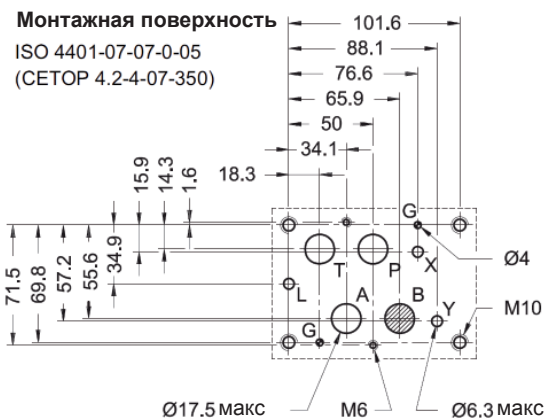 Монтажная поверхность
ISO 4401-07-07-0-05
(CETOP 4.2-4-07-350)
101.6
88.1
76.6
65.9
50
34.1
18.3
15.9
14.3
1.6
71.5
69.8
57.2
55.6
34.9
G
T
P
X
Ø4
L
A
B
Y
M10
G
Ø17.5 макс
M6
Ø6.3 макс